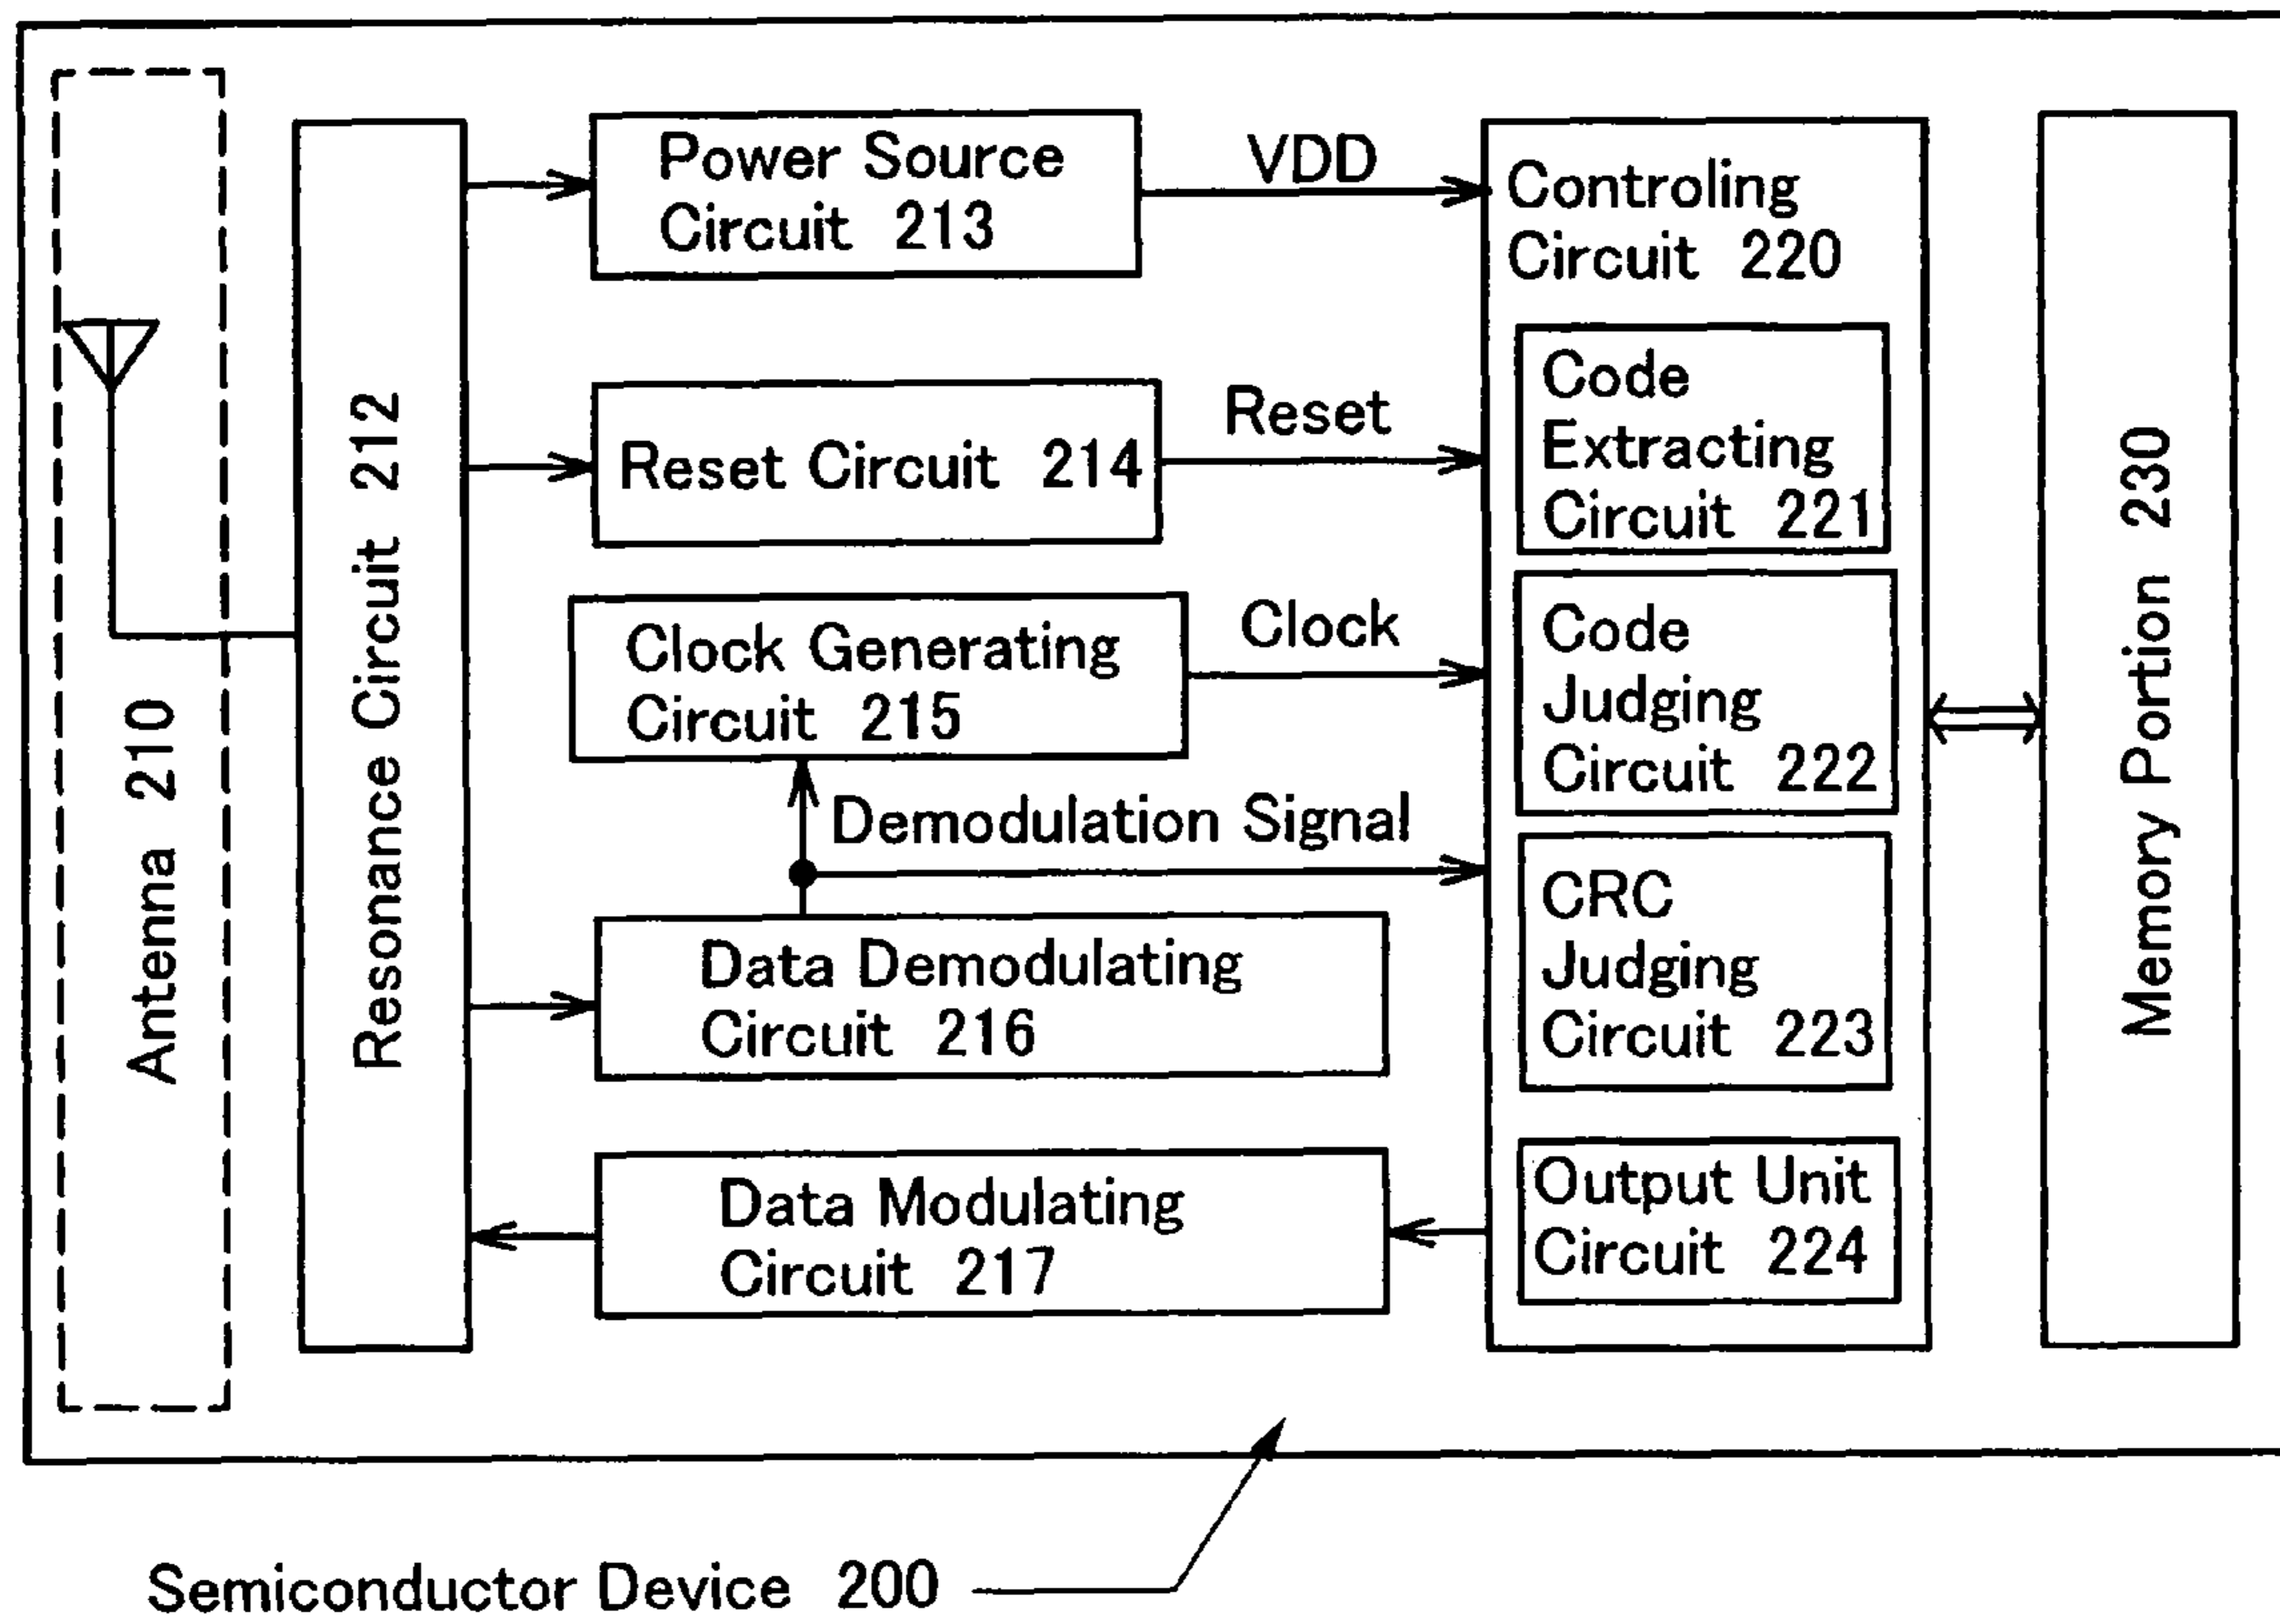 Antenna 210
Resonance Circuit 212
Power Source
Circuit 213
VDD
Reset Circuit 214
Reset
Clock Generating
Circuit 215
Clock
Demodulation Signal
Data Demodulating
Circuit 216
Data Modulating
Circuit 217
Controling
Circuit 220
Code
Extracting
Circuit 221
Code
Judging
Circuit 222
CRC
Judging
Circuit 223
Output Unit
Circuit 224
Memory Portion 230
Semiconductor Device 200